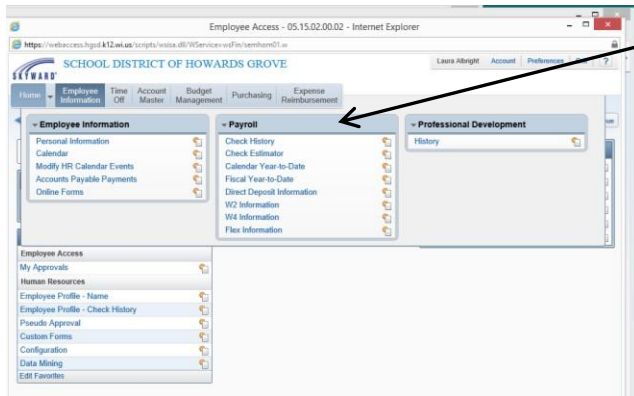 Employee Access - 05.15.02.00.02 - Internet Explorer
https://webaccess.hgsd.k12.wi.us/scripts/wsisa.dll/WService=wsFin/semhom01.w
SKYWARD
SCHOOL DISTRICT OF HOWARDS GROVE
Laura Albright Account Preferences ?
Home Employee Information Time Off Account Master Budget Management Purchasing Expense Reimbursement
Employee Information
Personal Information
Calendar
Modify HR Calendar Events
Accounts Payable Payments
Online Forms
Payroll
Check History
Check Estimator
Calendar Year-to-Date
Fiscal Year-to-Date
Direct Deposit Information
W2 Information
W4 Information
Flex Information
Professional Development
History
Employee Access
My Approvals
Human Resources
Employee Profile - Name
Employee Profile - Check History
Pseudo Approval
Custom Forms
Configuration
Data Mining
Edit Favorites